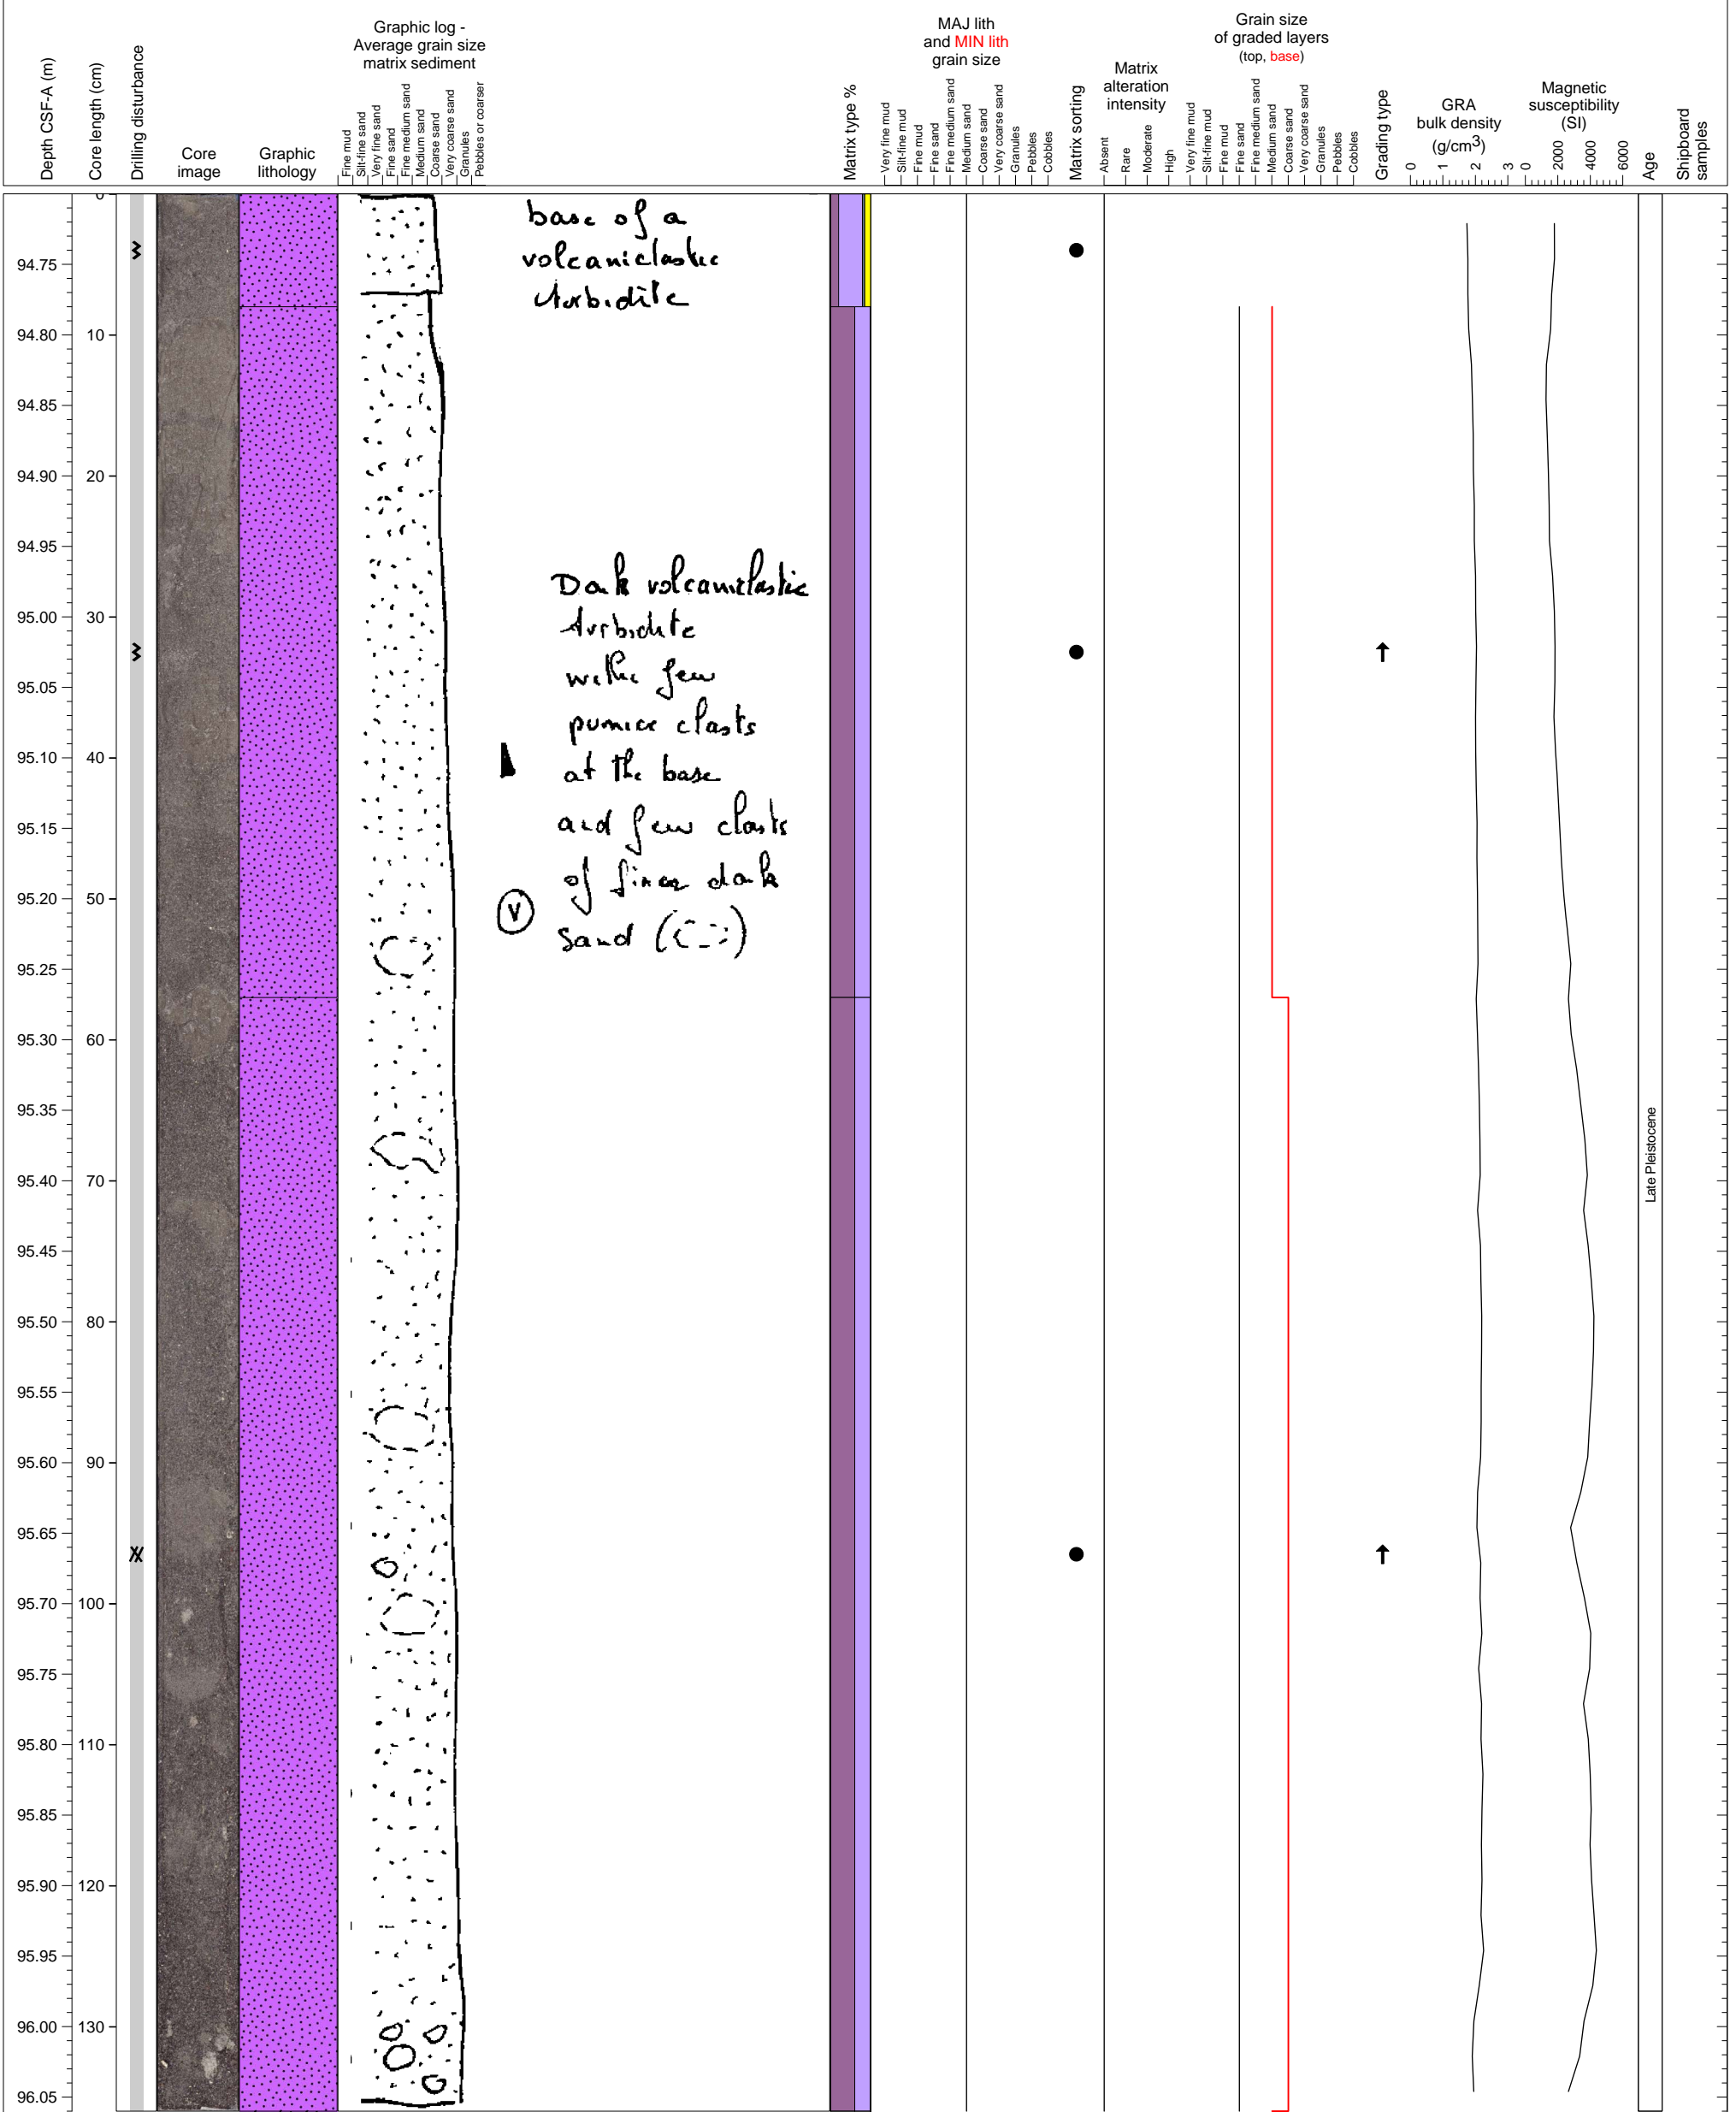 Depth CSF-A (m)
Core length (cm)
Drilling disturbance
Core
image
Graphic
lithology
Graphic log -
Average grain size
matrix sediment
Fine mud
Silt-fine sand
Very fine sand
Fine sand
Fine medium sand
Medium sand
Coarse sand
Very coarse sand
Granules
Pebbles or coarser
Matrix type %
MAJ lith
and MIN lith
grain size
Very fine mud
Silt-fine mud
Fine mud
Fine sand
Fine medium sand
Medium sand
Coarse sand
Very coarse sand
Granules
Pebbles
Cobbles
Matrix sorting
Matrix
alteration
intensity
Absent
Rare
Moderate
High
Grain size
of graded layers
(top, base)
Very fine mud
Silt-fine mud
Fine mud
Fine sand
Fine medium sand
Medium sand
Coarse sand
Very coarse sand
Granules
Pebbles
Cobbles
Grading type
GRA
bulk density
(g/cm3)
0 1 2 3
Magnetic
susceptibility
(SI)
0 2000 4000 6000
Age
Shipboard
samples
0
94.75
94.80 10
94.85
94.90 20
94.95
95.00 30
95.05
95.10 40
95.15
95.20 50
95.25
95.30 60
95.35
95.40 70
95.45
95.50 80
95.55
95.60 90
95.65
95.70 100
95.75
95.80 110
95.85
95.90 120
95.95
96.00 130
96.05
base of a
volcaniclastic
turbidite
Dark volcaniclastic
turbidite
with few
pumice clasts
at the base
and few clasts
of finer dark
sand
V
Late Pleistocene